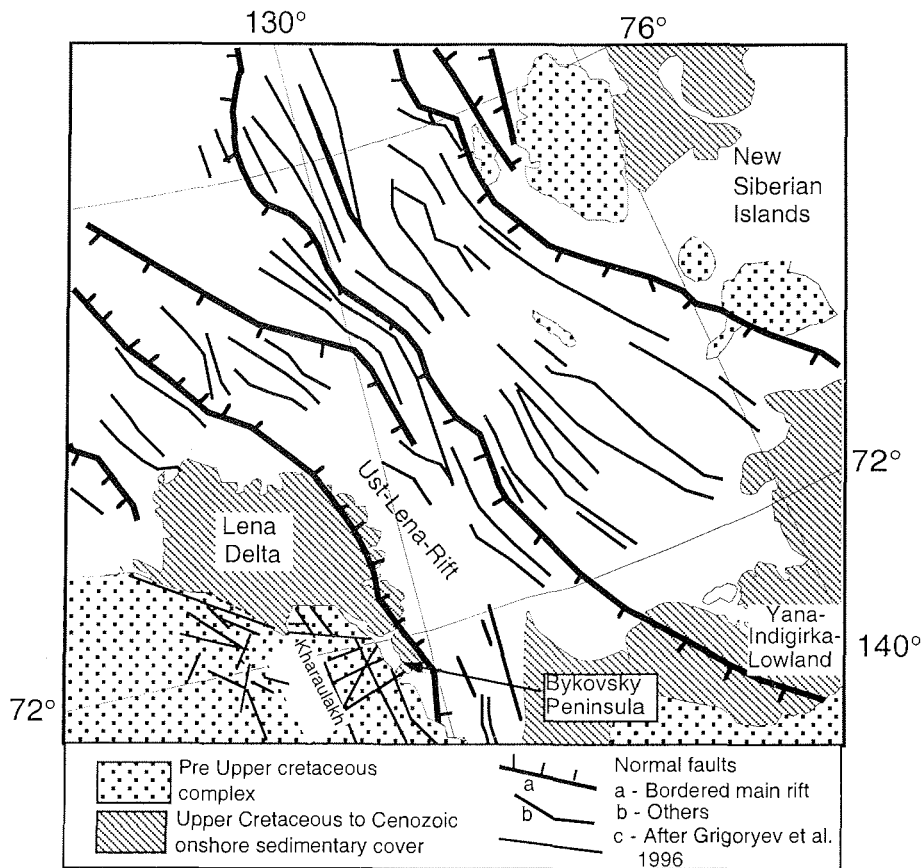 130°
76°
New
Siberian
Islands
72°
Lena
Delta
Ust-Lena-Rift
Yana-
Indigirka-
Lowland
140°
Kharaulakh
Bykovsky
Peninsula
72°
Pre Upper cretaceous
complex
Upper Cretaceous to Cenozoic
onshore sedimentary cover
Normal faults
a
a - Bordered main rift
b
b - Others
c - After Grigoryev et al.
1996